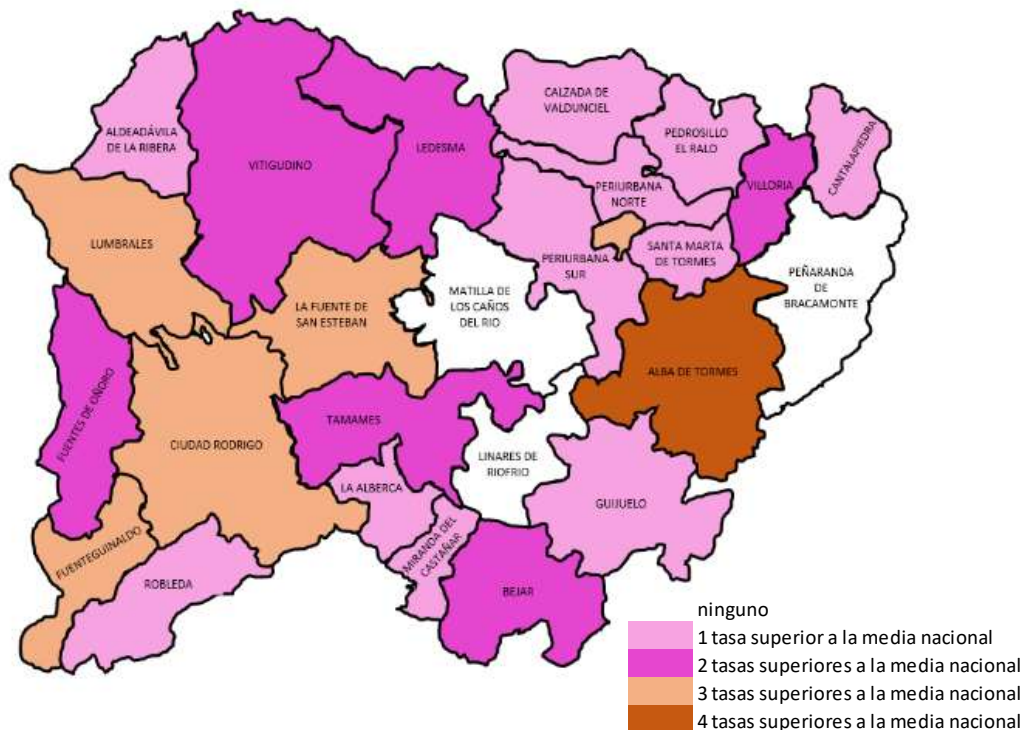 CALZADA DE
VALDUNCIEL
ALDEADÁVILA
DE LA RIBERA
VITIGUDINO
LEDESMA
PEDROSILLO
EL RALO
CANTALAPIEDRA
VILLORIA
PERIURBANA
NORTE
LUMBRALES
SANTA MARTA
DE TORMES
PERIURBANA
SUR
PEÑARANDA
DE
BRACAMONTE
MATILLA DE
LOS CAÑOS
DEL RIO
LA FUENTE DE
SAN ESTEBAN
ALBA DE TORMES
FUENTES DE OÑORO
TAMAMES
CIUDAD RODRIGO
LINARES DE
RIOFRIO
LA ALBERCA
GUIJUELO
MIRANDA DEL
CASTAÑAR
FUENTEGUINALDO
ROBLEDA
BEJAR
ninguno
1 tasa superior a la media nacional
2 tasas superiores a la media nacional
3 tasas superiores a la media nacional
4 tasas superiores a la media nacional